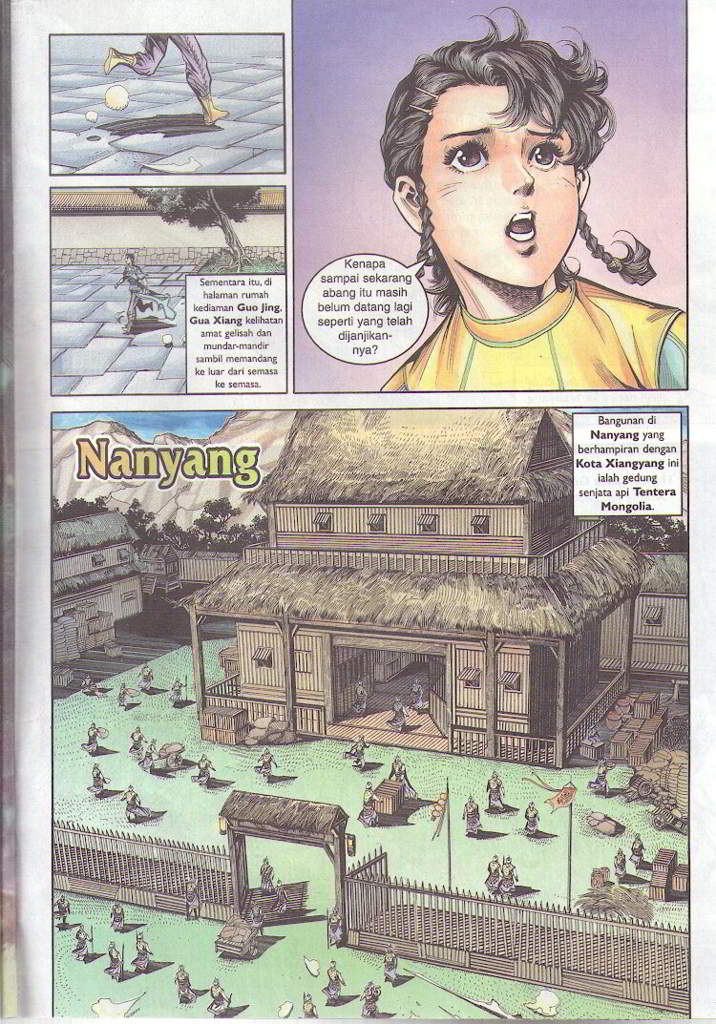 Sementara itu, di
halaman rumah
kediaman Guo Jing,
Gua Xiang kelihatan
amat gelisah dan
mundar-mandir
sambil memandang
ke luar dari semasa
ke semasa.
Kenapa
sampai sekarang
abang itu masih
belum datang lagi
seperti yang telah
dijanjikan-
nya?
Nanyang
Bangunan di
Nanyang yang
berhampiran dengan
Kota Xiangyang ini
ialah gedung
senjata api Tentera
Mongolia.